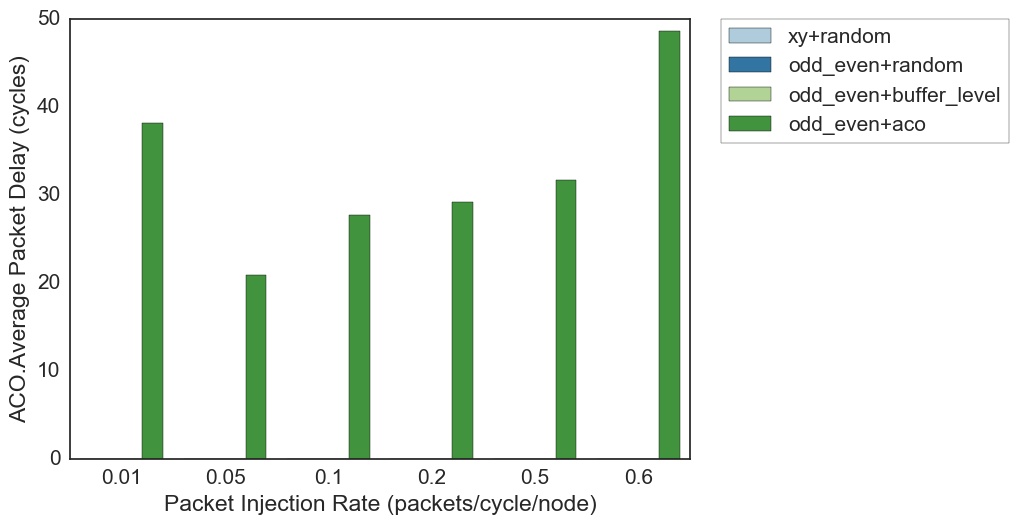 50
40
30
20
10
0
ACO.Average Packet Delay (cycles)
0.01 0.05 0.1 0.2 0.5 0.6
Packet Injection Rate (packets/cycle/node)
xy+random
odd_even+random
odd_even+buffer_level
odd_even+aco